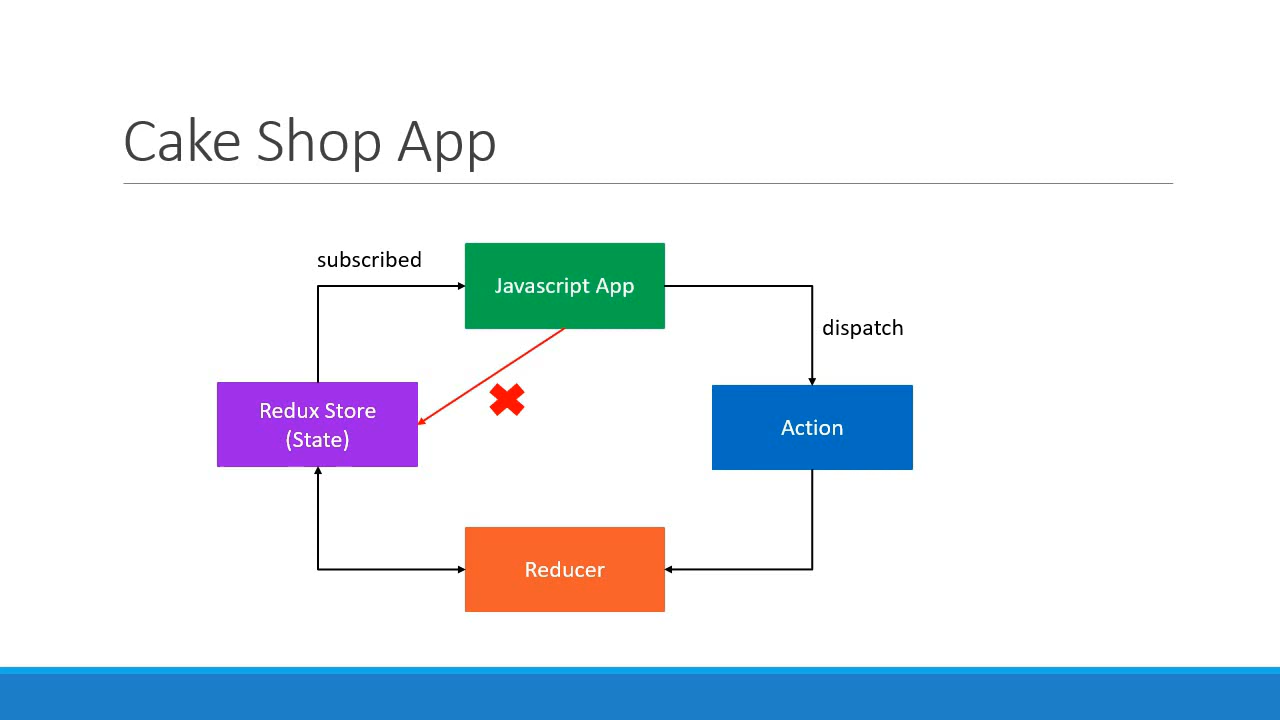 Cake Shop App
subscribed
Javascript App
dispatch
Redux Store
(State)
Action
Reducer